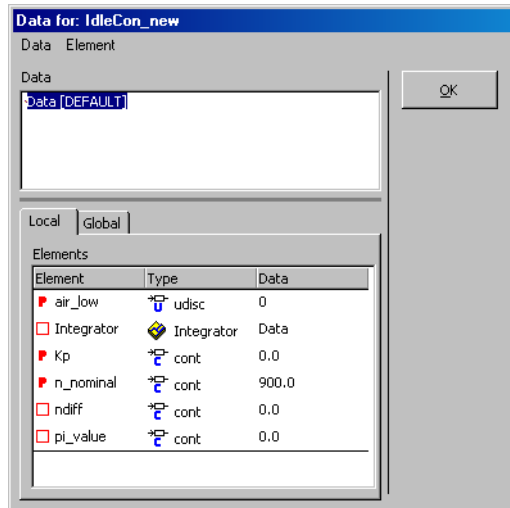 Data for: IdleCon_new
Data Element
Data
OK
Data [DEFAULT]
Local Global
Elements
Element Type Data
P air_low U udisc 0
Integrator Integrator Data
P Kp C cont 0.0
P n_nominal C cont 900.0
ndiff C cont 0.0
pi_value C cont 0.0